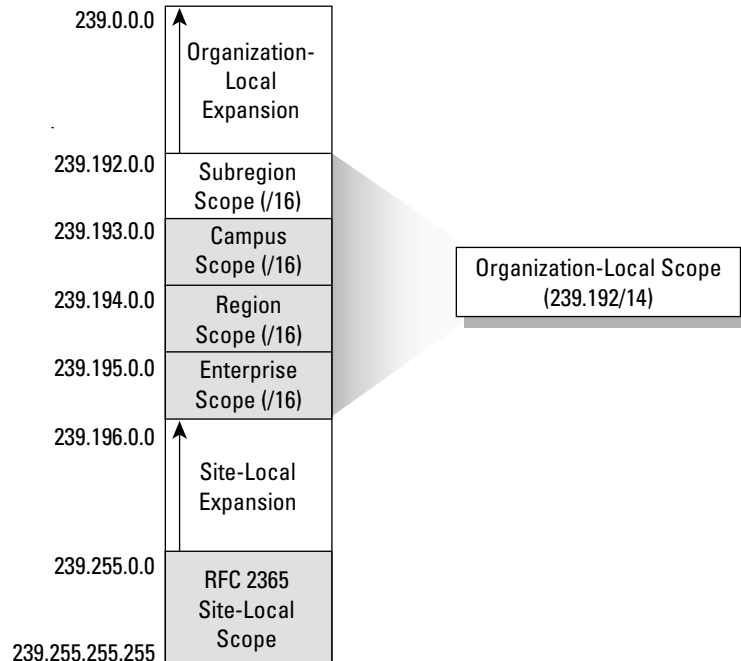 239.0.0.0
Organization-
Local
Expansion
239.192.0.0
Subregion
Scope (/16)
239.193.0.0
Campus
Scope (/16)
239.194.0.0
Region
Scope (/16)
239.195.0.0
Enterprise
Scope (/16)
239.196.0.0
Site-Local
Expansion
239.255.0.0
RFC 2365
Site-Local
Scope
239.255.255.255
Organization-Local Scope
(239.192/14)